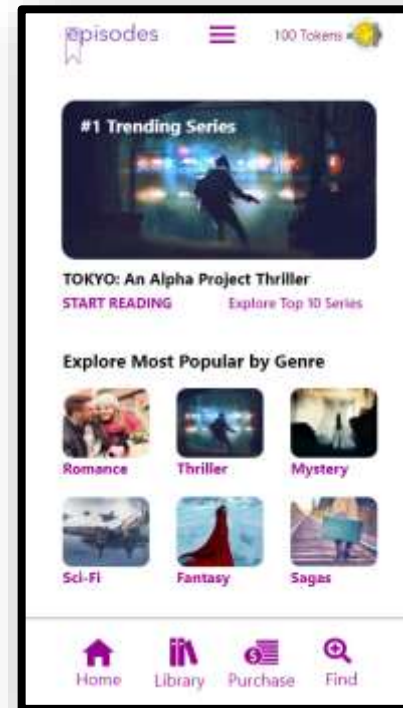 episodes
100 Tokens
#1 Trending Series
TOKYO: An Alpha Project Thriller
START READING Explore Top 10 Series
Explore Most Popular by Genre
Romance Thriller Mystery
Sci-Fi Fantasy Sagas
Home Library Purchase Find